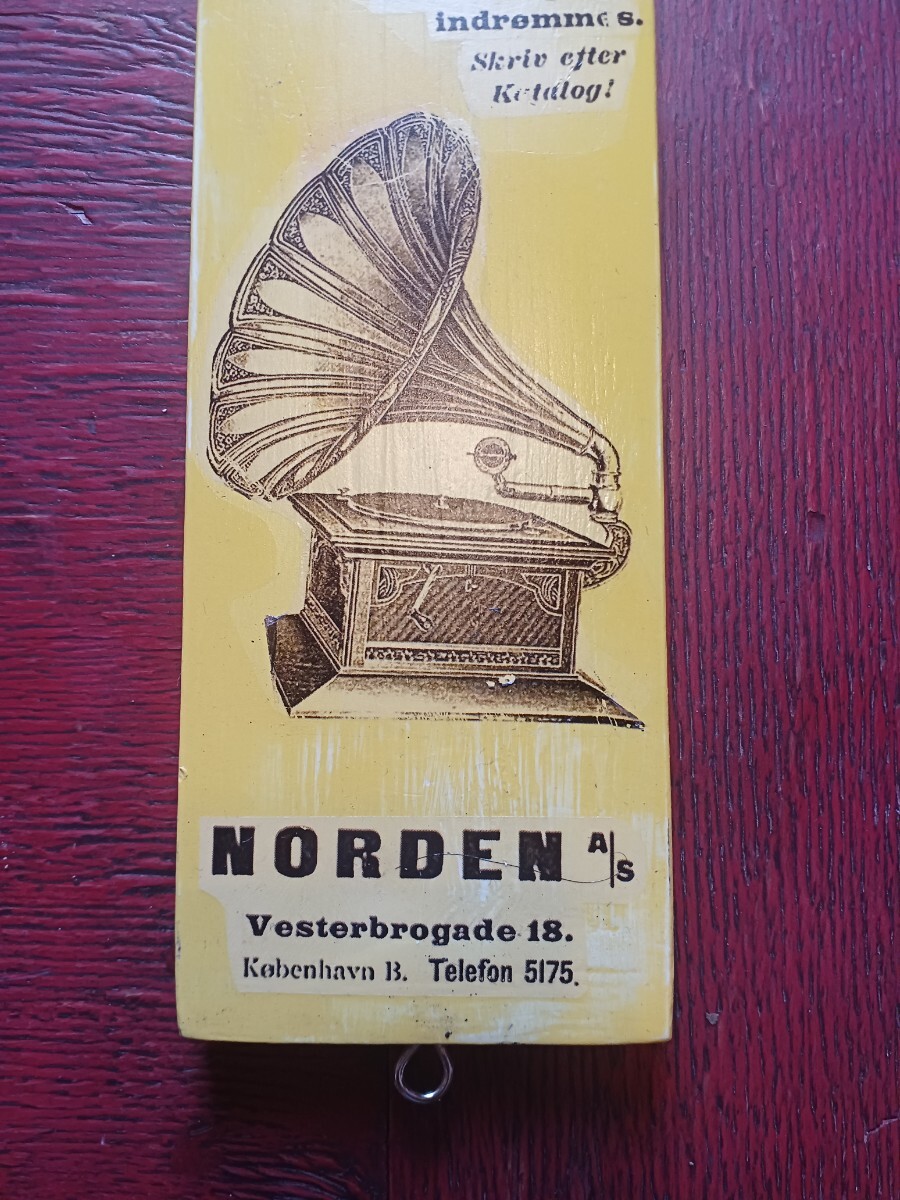 indrømmes.
Skriv efter
Katalog!
NORDEN A/S
Vesterbrogade 18.
København B. Telefon 5175.